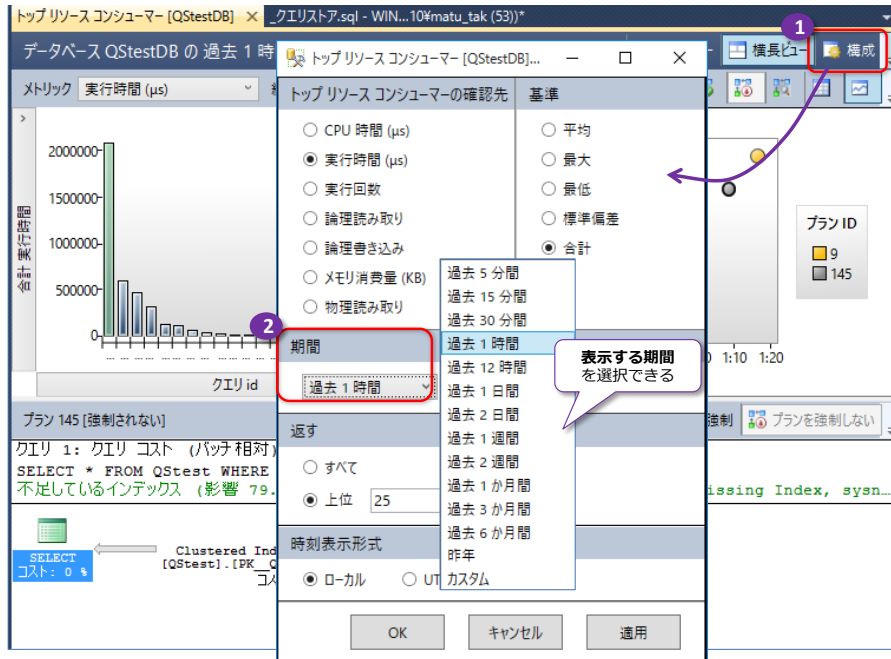 トップ リソース コンシューマー [QStestDB]
_クエリストア.sql - WIN...10¥matu_tak (53))*
1
データベース QStestDB の 過去 1 時
横長ビュー
構成
トップ リソース コンシューマー [QStestDB]...
メトリック
実行時間 (μs)
トップ リソース コンシューマーの確認先
基準
CPU 時間 (μs)
平均
実行時間 (μs)
最大
実行回数
最低
論理読み取り
標準偏差
論理書き込み
合計
メモリ消費量 (KB)
物理読み取り
2000000
1500000
1000000
500000
0
合計 実行時間
クエリ id
プラン ID
9
145
1:10
1:20
2
期間
過去 1 時間
過去 5 分間
過去 15 分間
過去 30 分間
過去 1 時間
過去 12 時間
過去 1 日間
過去 2 日間
過去 1 週間
過去 2 週間
過去 1 か月間
過去 3 か月間
過去 6 か月間
昨年
カスタム
表示する期間
を選択できる
返す
すべて
上位
25
時刻表示形式
ローカル
UT
OK
キャンセル
適用
プラン 145 [強制されない]
強制
プランを強制しない
クエリ 1: クエリ コスト (バッチ相対)
SELECT * FROM QStest WHERE
不足しているインデックス (影響 79.
issing Index, sysn...
SELECT
コスト: 0 %
Clustered Ind
[QStest].[PK__Q